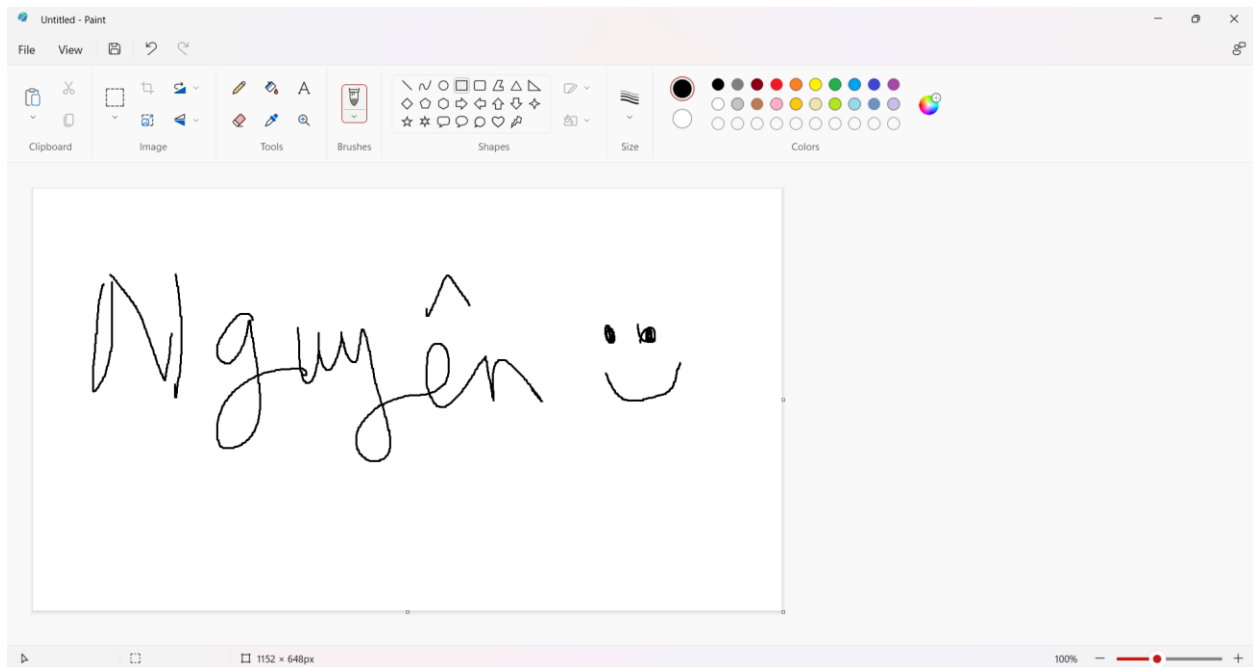 Untitled - Paint
File View
Clipboard Image Tools Brushes Shapes Size Colors
Nguyên
1152 × 648px 100%